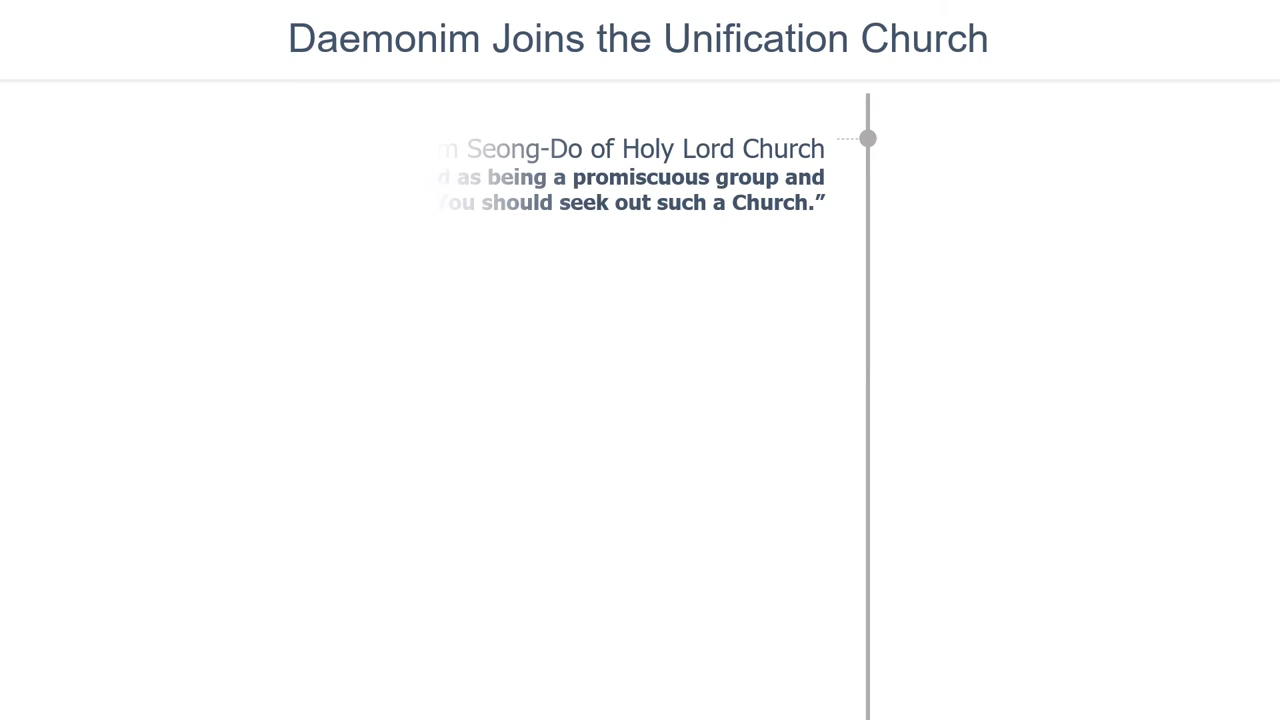 Daemonim Joins the Unification Church
Seong-Do of Holy Lord Church
as being a promiscuous group and
should seek out such a Church.”